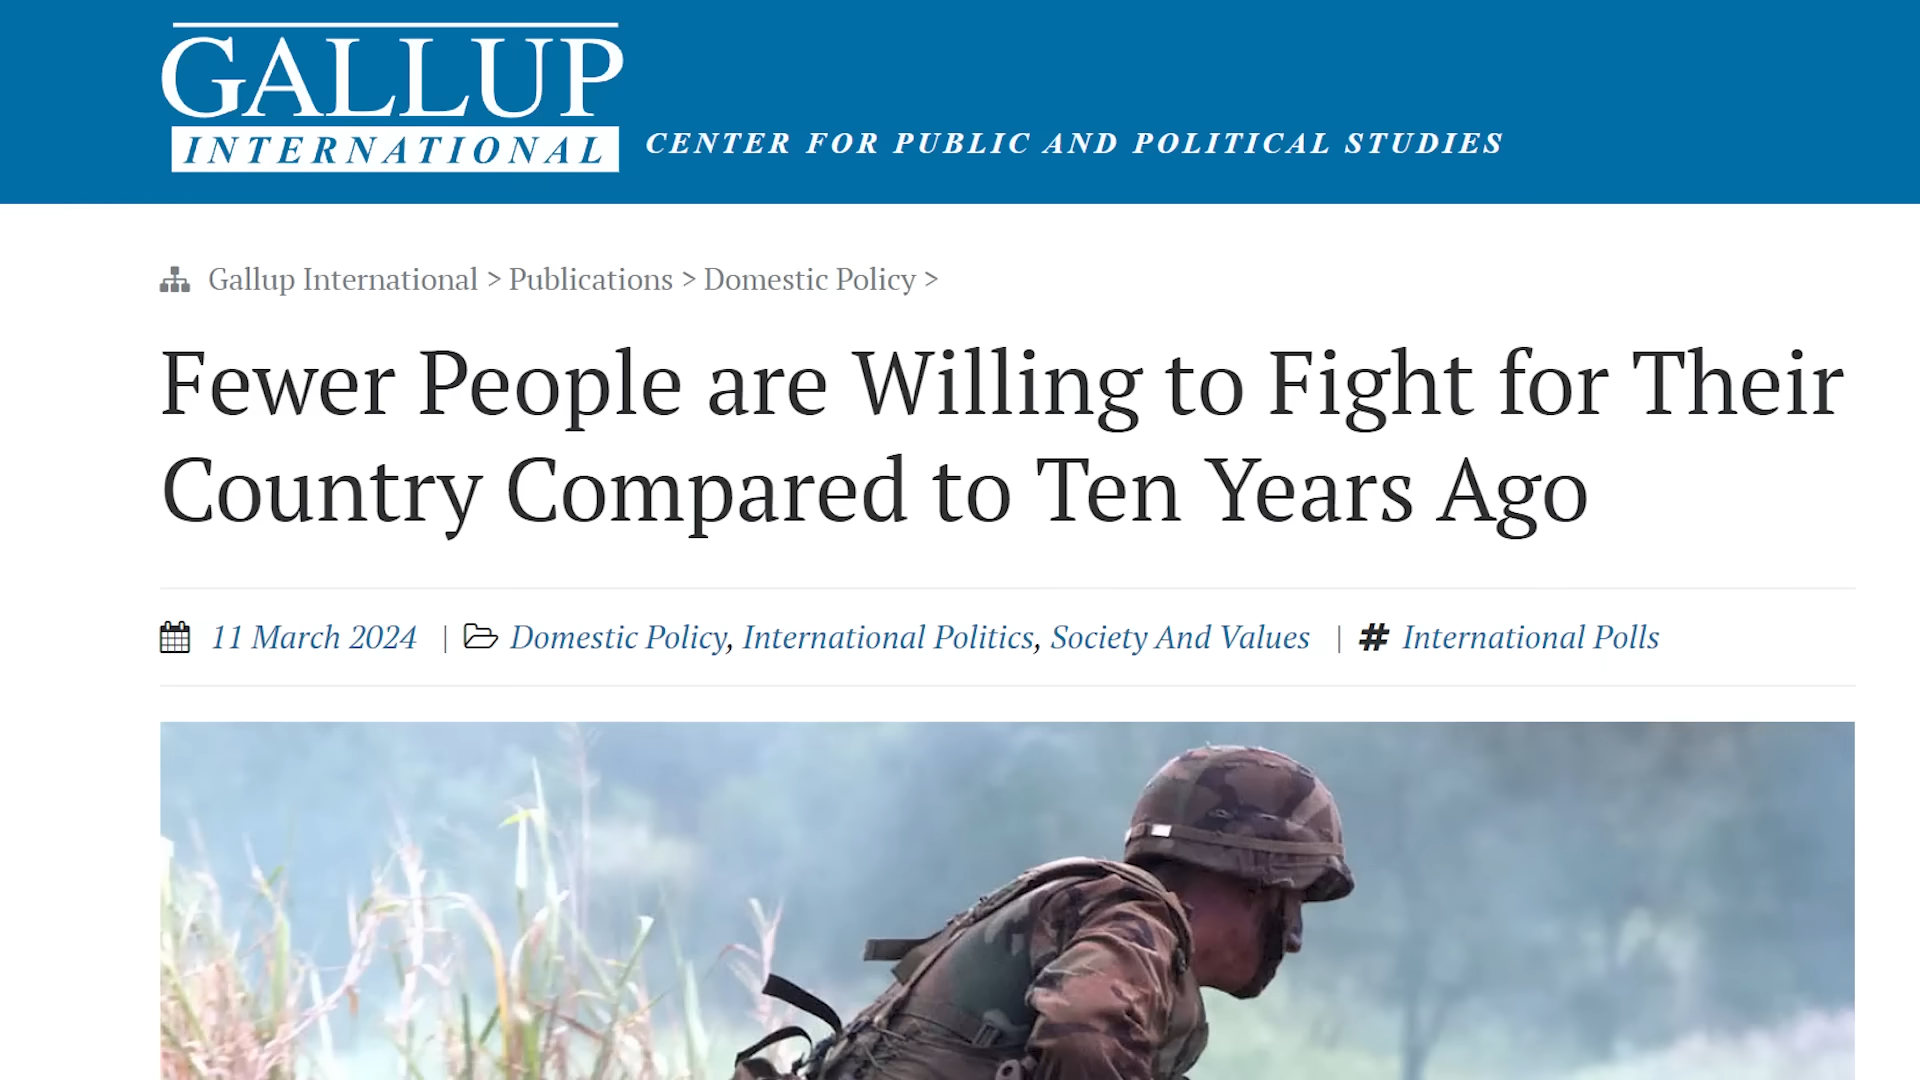 GALLUP
INTERNATIONAL
CENTER FOR PUBLIC AND POLITICAL STUDIES
Gallup International > Publications > Domestic Policy >
Fewer People are Willing to Fight for Their
Country Compared to Ten Years Ago
11 March 2024 | Domestic Policy, International Politics, Society And Values | # International Polls